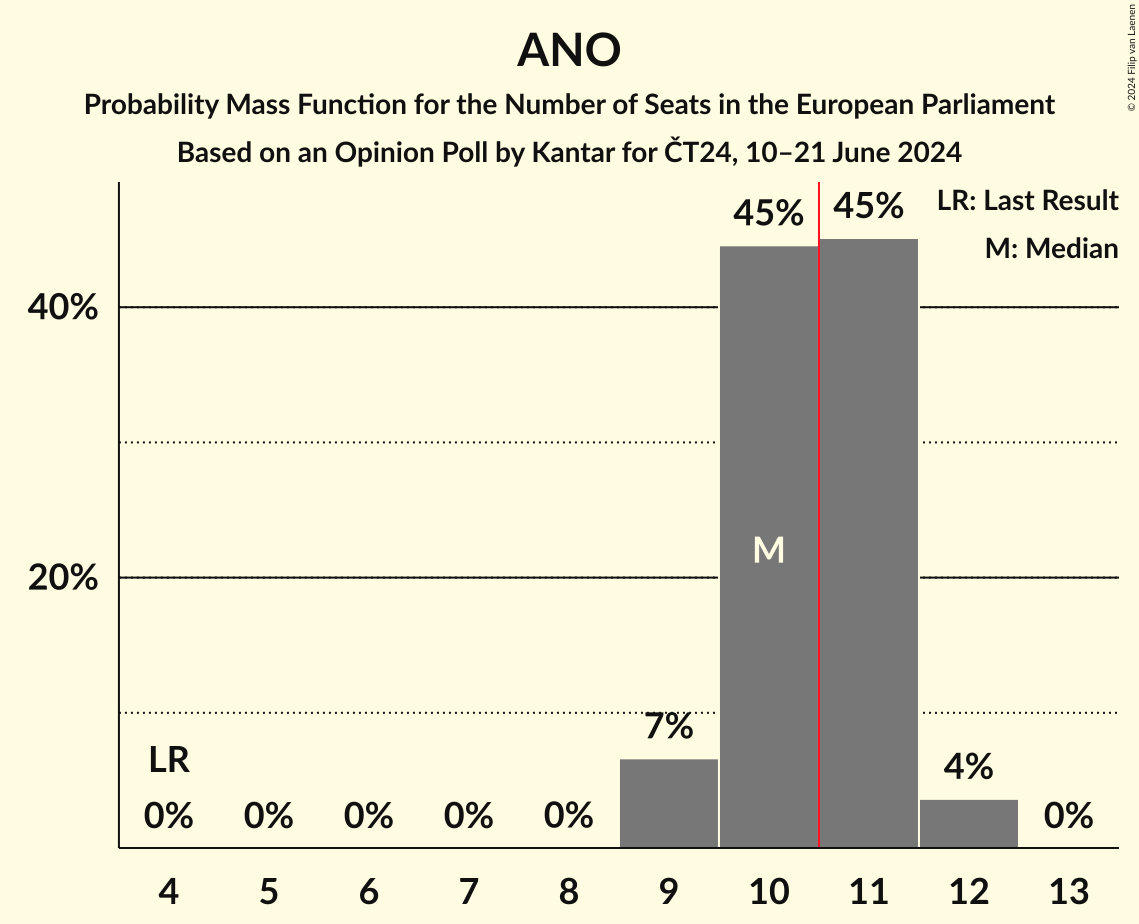 ANO
Probability Mass Function for the Number of Seats in the European Parliament
Based on an Opinion Poll by Kantar for ČT24, 10–21 June 2024
© 2024 Filip van Laenen
LR: Last Result
M: Median
45%
45%
40%
M
20%
7%
LR
4%
0%
0%
0%
0%
0%
0%
4
5
6
7
8
9
10
11
12
13